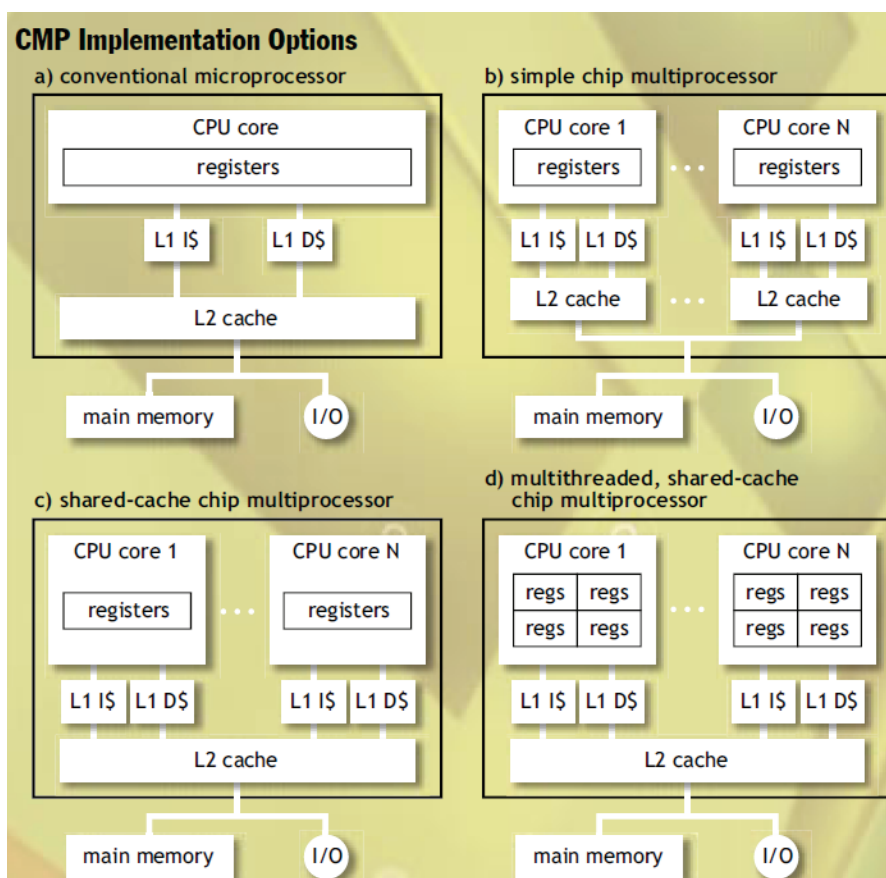 CMP Implementation Options
a) conventional microprocessor
CPU core
registers
L1 I$ L1 D$
L2 cache
main memory I/O
b) simple chip multiprocessor
CPU core 1 CPU core N
registers ... registers
L1 I$ L1 D$ L1 I$ L1 D$
L2 cache ... L2 cache
main memory I/O
c) shared-cache chip multiprocessor
CPU core 1 CPU core N
registers ... registers
L1 I$ L1 D$ L1 I$ L1 D$
L2 cache
main memory I/O
d) multithreaded, shared-cache
chip multiprocessor
CPU core 1 CPU core N
regs regs regs regs
...
regs regs regs regs
L1 I$ L1 D$ L1 I$ L1 D$
L2 cache
main memory I/O